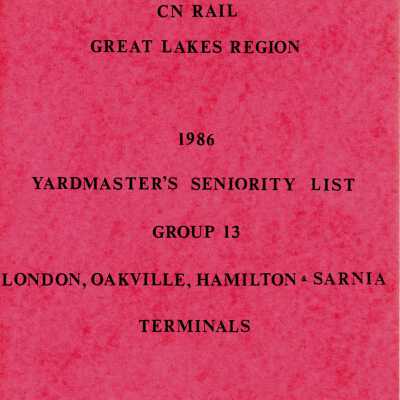 CN RAIL
GREAT LAKES REGION
1986
YARDMASTER'S SENIORITY LIST
GROUP 13
LONDON, OAKVILLE, HAMILTON & SARNIA
TERMINALS